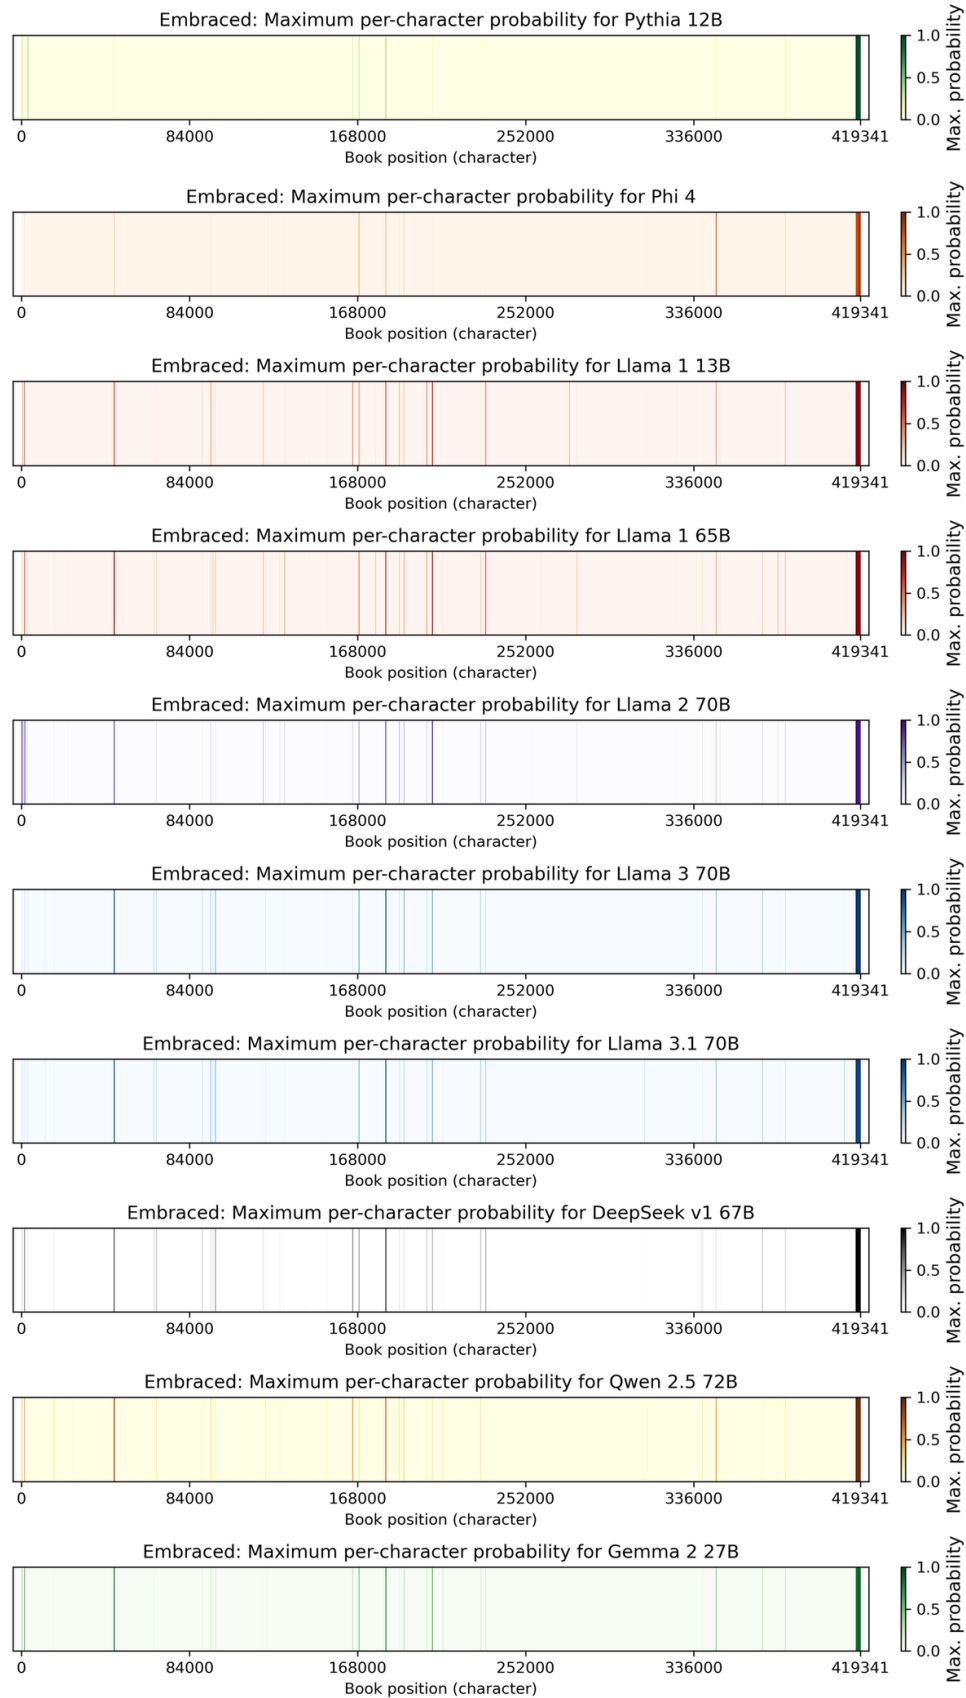 Embraced: Maximum per-character probability for Pythia 12B
1.0
0.5
0.0
Max. probability
0 84000 168000 252000 336000 419341
Book position (character)
Embraced: Maximum per-character probability for Phi 4
1.0
0.5
0.0
Max. probability
0 84000 168000 252000 336000 419341
Book position (character)
Embraced: Maximum per-character probability for Llama 1 13B
1.0
0.5
0.0
Max. probability
0 84000 168000 252000 336000 419341
Book position (character)
Embraced: Maximum per-character probability for Llama 1 65B
1.0
0.5
0.0
Max. probability
0 84000 168000 252000 336000 419341
Book position (character)
Embraced: Maximum per-character probability for Llama 2 70B
1.0
0.5
0.0
Max. probability
0 84000 168000 252000 336000 419341
Book position (character)
Embraced: Maximum per-character probability for Llama 3 70B
1.0
0.5
0.0
Max. probability
0 84000 168000 252000 336000 419341
Book position (character)
Embraced: Maximum per-character probability for Llama 3.1 70B
1.0
0.5
0.0
Max. probability
0 84000 168000 252000 336000 419341
Book position (character)
Embraced: Maximum per-character probability for DeepSeek v1 67B
1.0
0.5
0.0
Max. probability
0 84000 168000 252000 336000 419341
Book position (character)
Embraced: Maximum per-character probability for Qwen 2.5 72B
1.0
0.5
0.0
Max. probability
0 84000 168000 252000 336000 419341
Book position (character)
Embraced: Maximum per-character probability for Gemma 2 27B
1.0
0.5
0.0
Max. probability
0 84000 168000 252000 336000 419341
Book position (character)